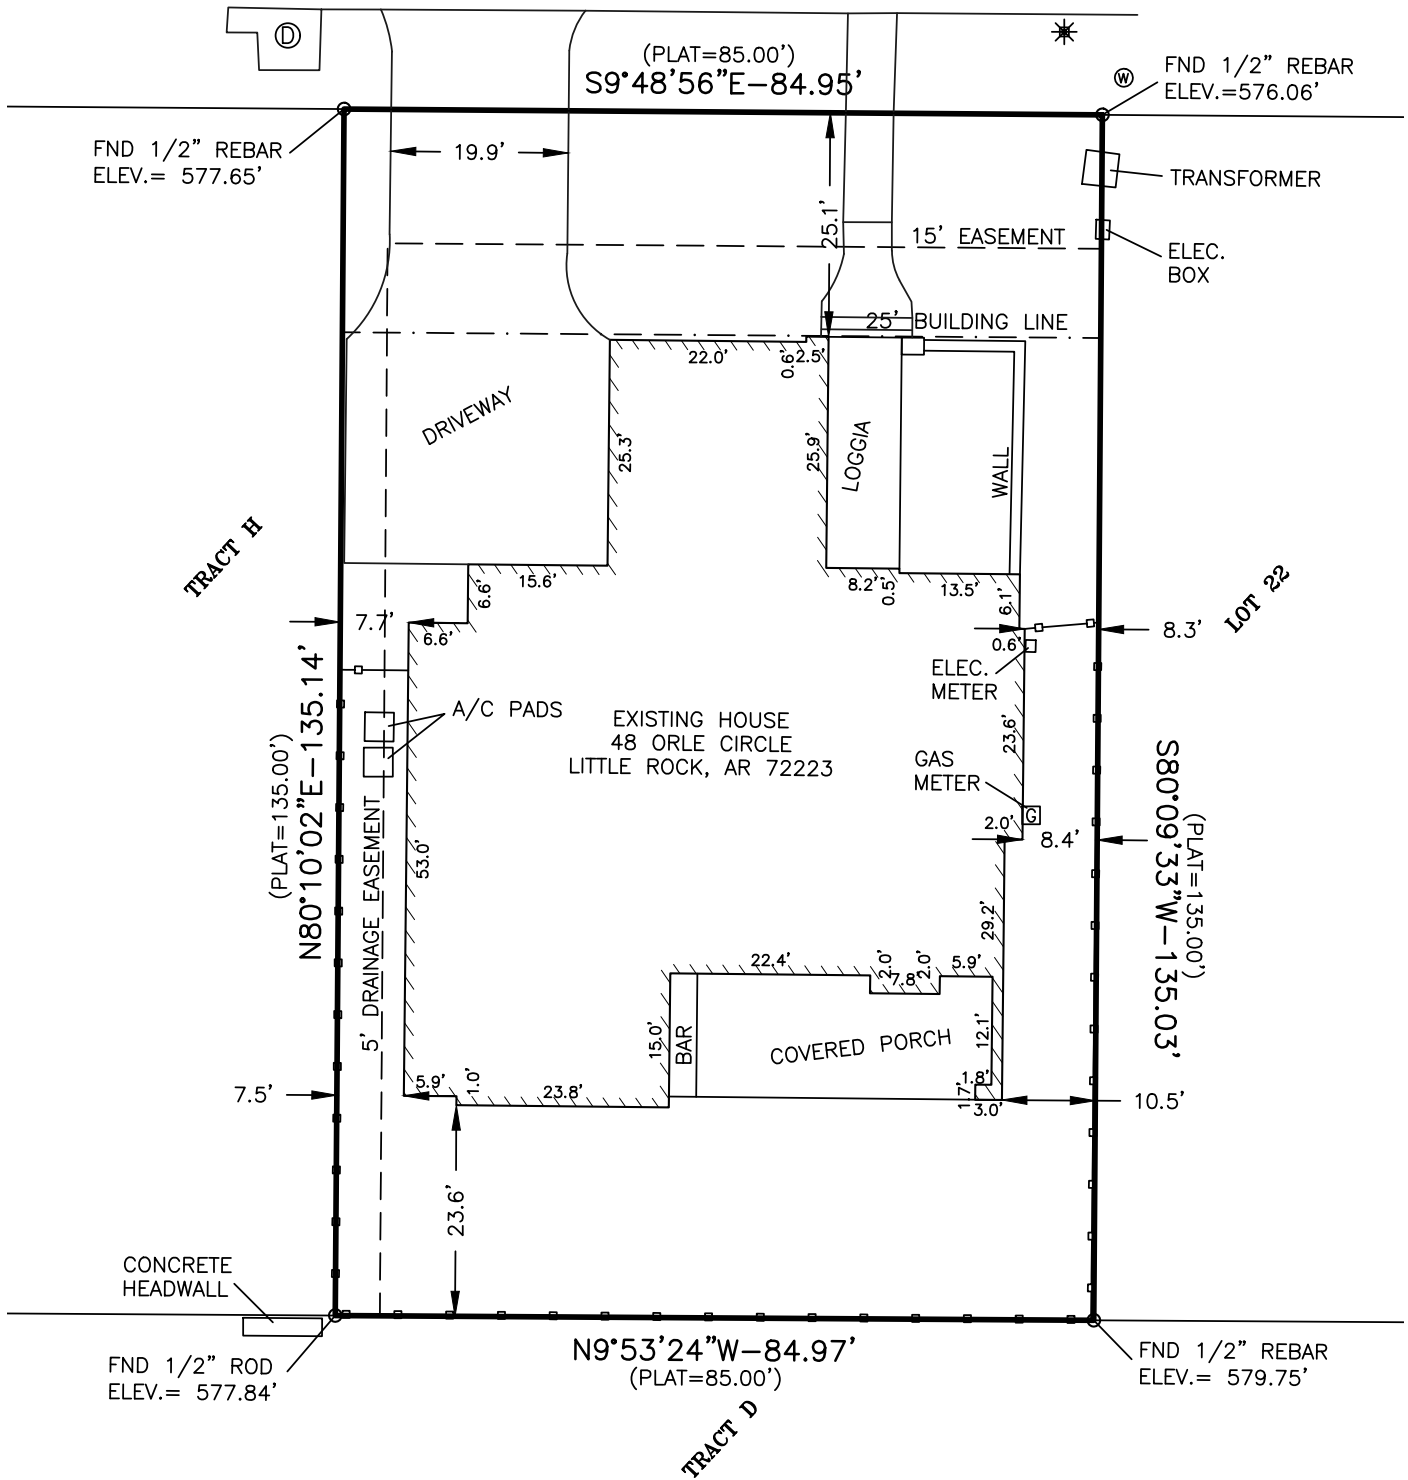 D
(PLAT=85.00')
S9°48'56"E–84.95'
W
FND 1/2" REBAR
ELEV.=576.06'
FND 1/2" REBAR
ELEV.= 577.65'
19.9'
TRANSFORMER
25.1'
15' EASEMENT
ELEC.
BOX
25' BUILDING LINE
22.0'
0.6'
2.5'
DRIVEWAY
25.3'
25.9'
LOGGIA
WALL
TRACT H
15.6'
6.6'
8.2'
0.5'
13.5'
6.1'
LOT 22
7.7'
6.6'
8.3'
0.6'
ELEC.
METER
A/C PADS
EXISTING HOUSE
48 ORLE CIRCLE
LITTLE ROCK, AR 72223
23.6'
GAS
METER
G
2.0'
8.4'
(PLAT=135.00')
N80°10'02"E–135.14'
5' DRAINAGE EASEMENT
53.0'
S80°09'33"W–135.03'
(PLAT=135.00')
29.2'
22.4'
2.0'
7.8'
2.0'
5.9'
15.0'
BAR
COVERED PORCH
12.1'
1.8'
1.7'
3.0'
7.5'
5.9'
1.0'
23.8'
10.5'
23.6'
CONCRETE
HEADWALL
FND 1/2" ROD
ELEV.= 577.84'
N9°53'24"W–84.97'
(PLAT=85.00')
FND 1/2" REBAR
ELEV.= 579.75'
TRACT D